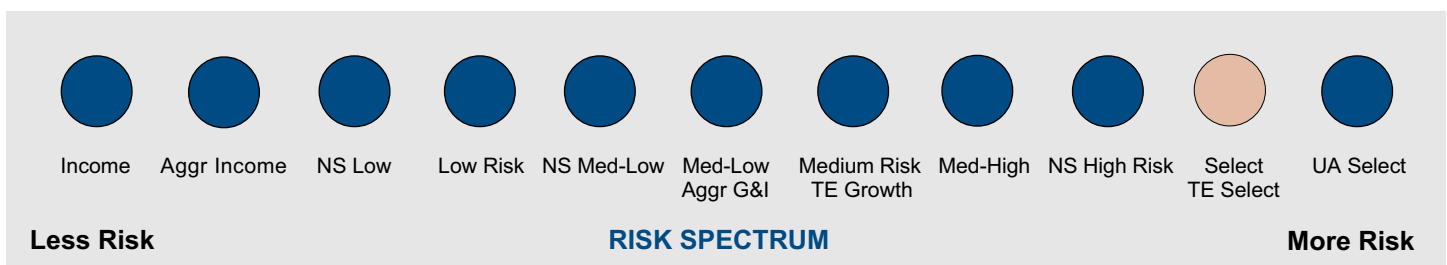 Income Aggr Income NS Low Low Risk NS Med-Low Med-Low Medium Risk Med-High NS High Risk Select UA Select
Aggr G&I TE Growth TE Select
Less Risk RISK SPECTRUM More Risk